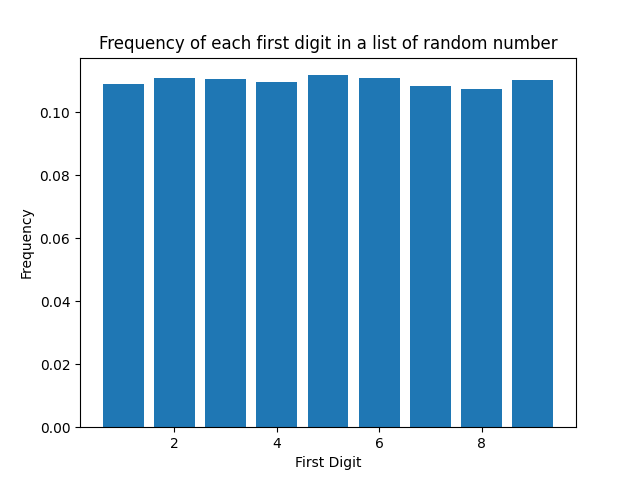 Frequency of each first digit in a list of random number
0.10
0.08
0.06
0.04
0.02
0.00
Frequency
2 4 6 8
First Digit